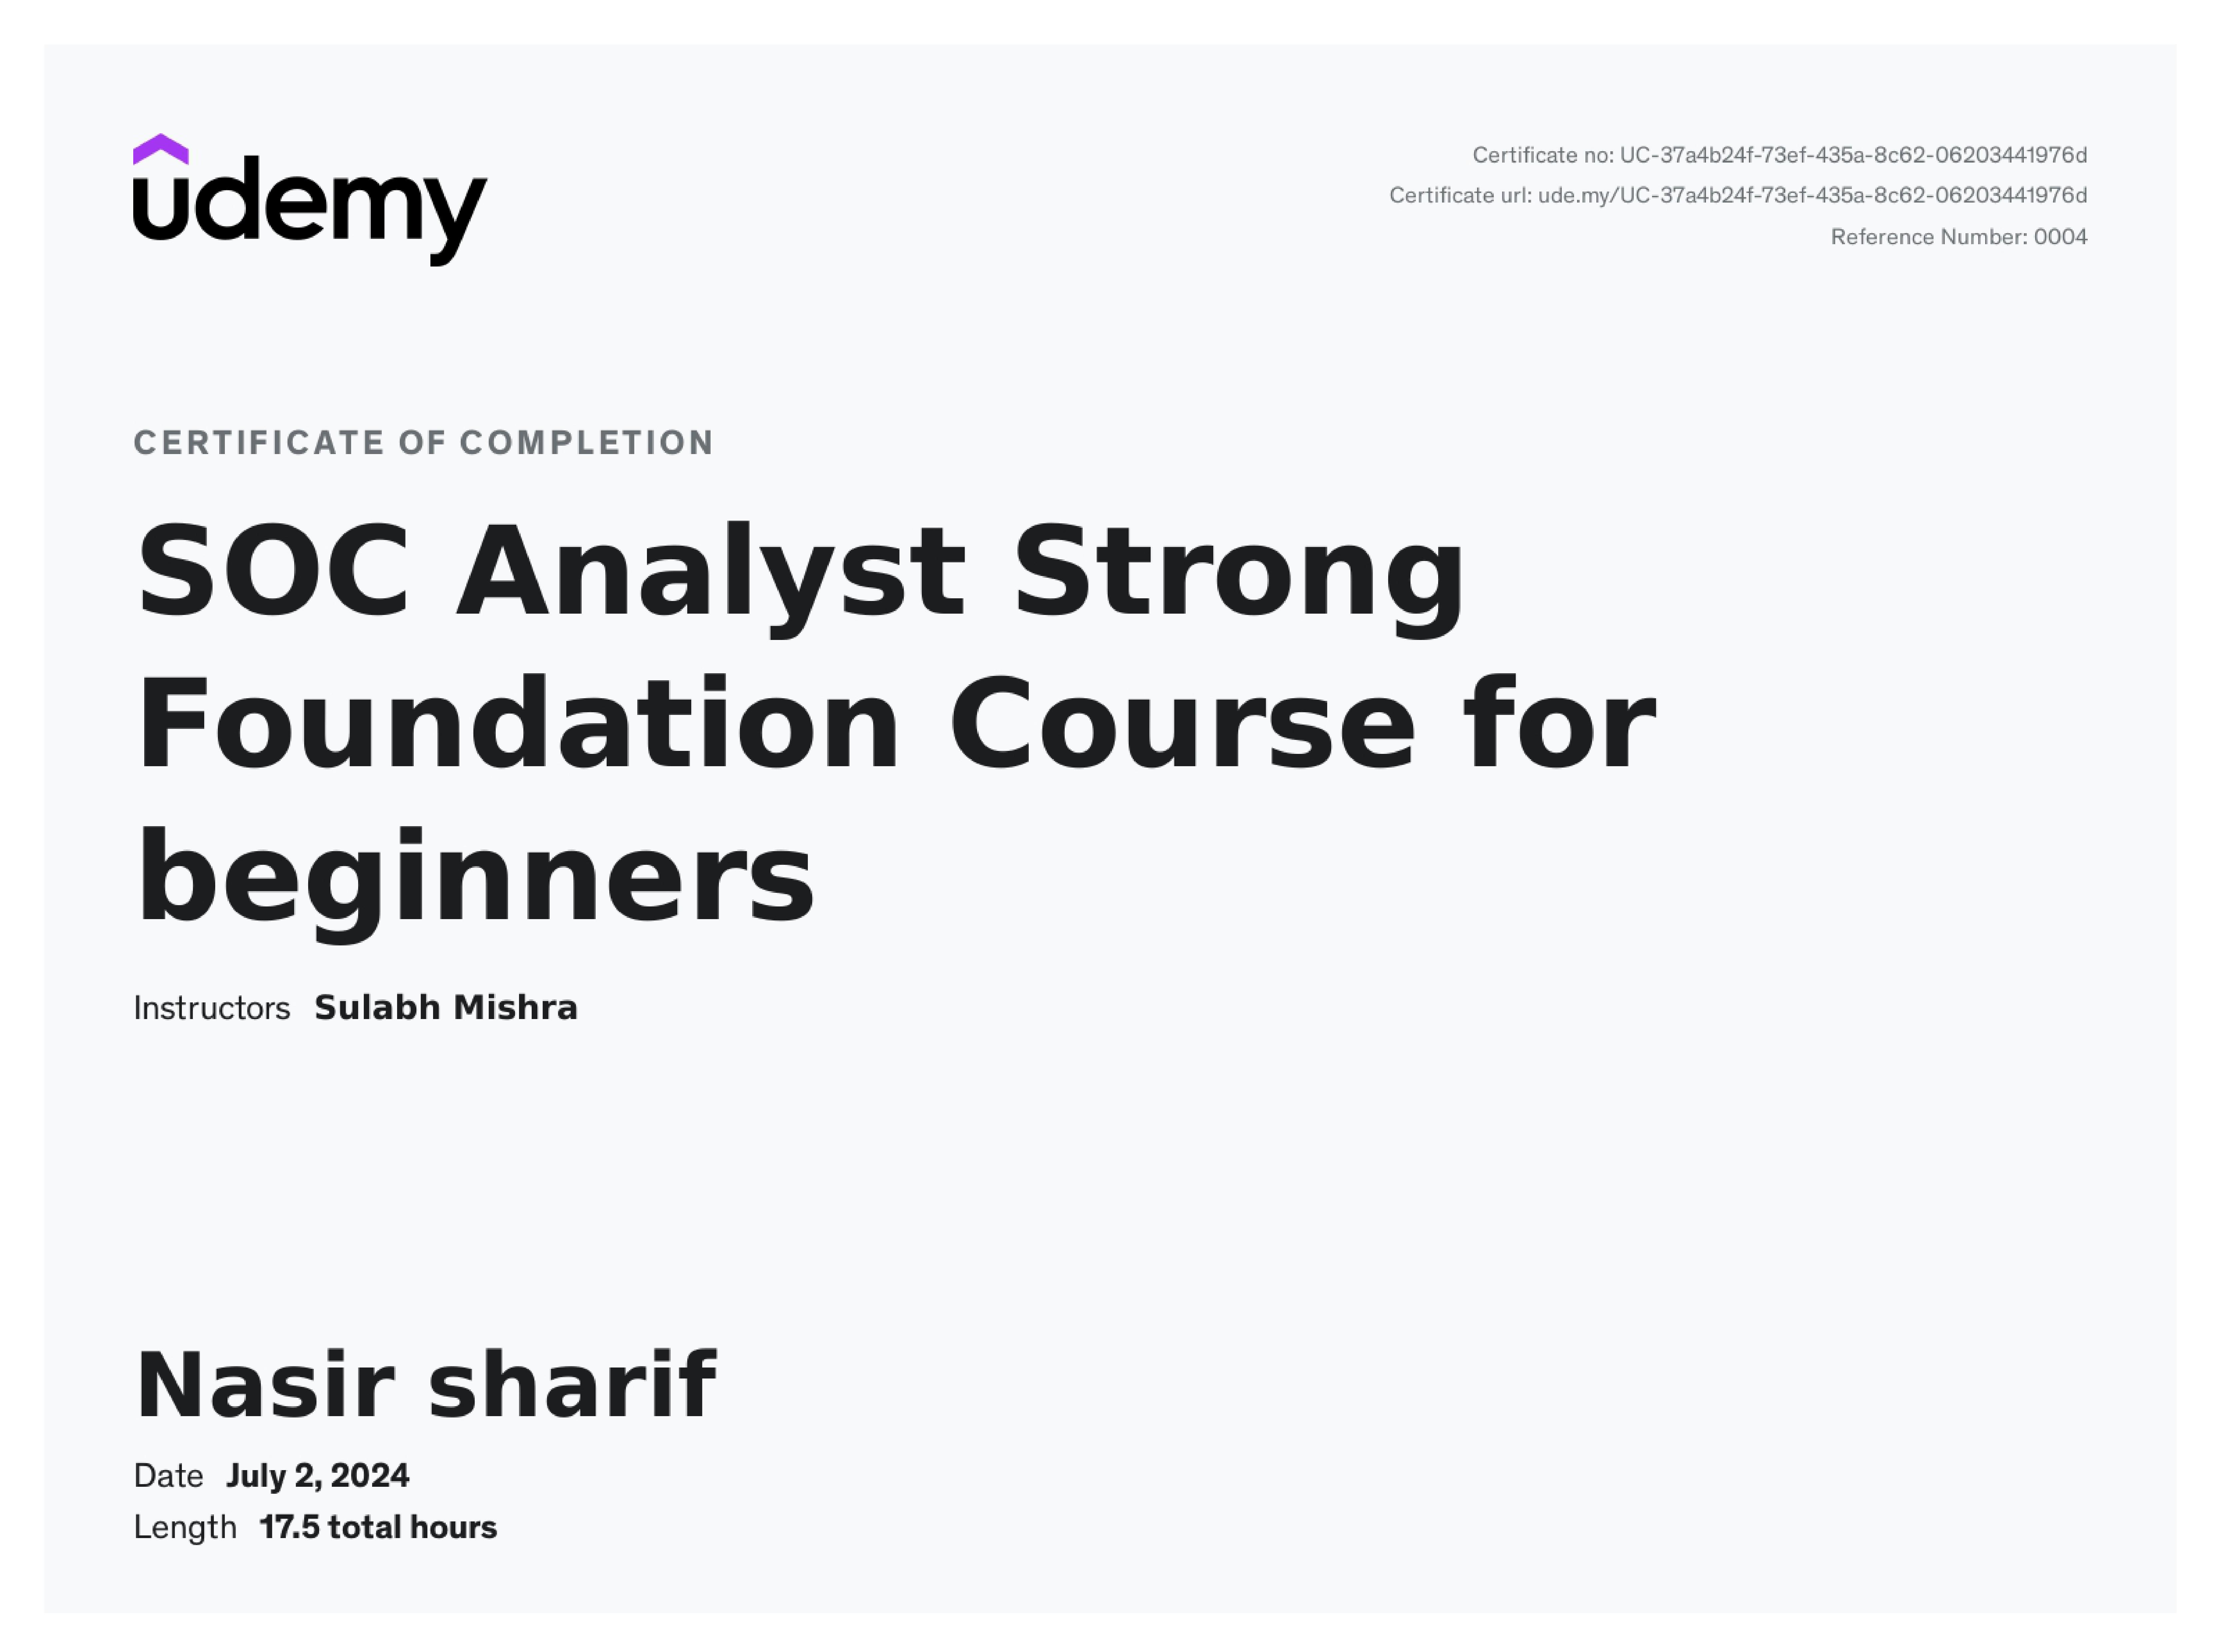 udemy
Certificate no: UC-37a4b24f-73ef-435a-8c62-06203441976d
Certificate url: ude.my/UC-37a4b24f-73ef-435a-8c62-06203441976d
Reference Number: 0004
CERTIFICATE OF COMPLETION
SOC Analyst Strong
Foundation Course for
beginners
Instructors Sulabh Mishra
Nasir sharif
Date July 2, 2024
Length 17.5 total hours